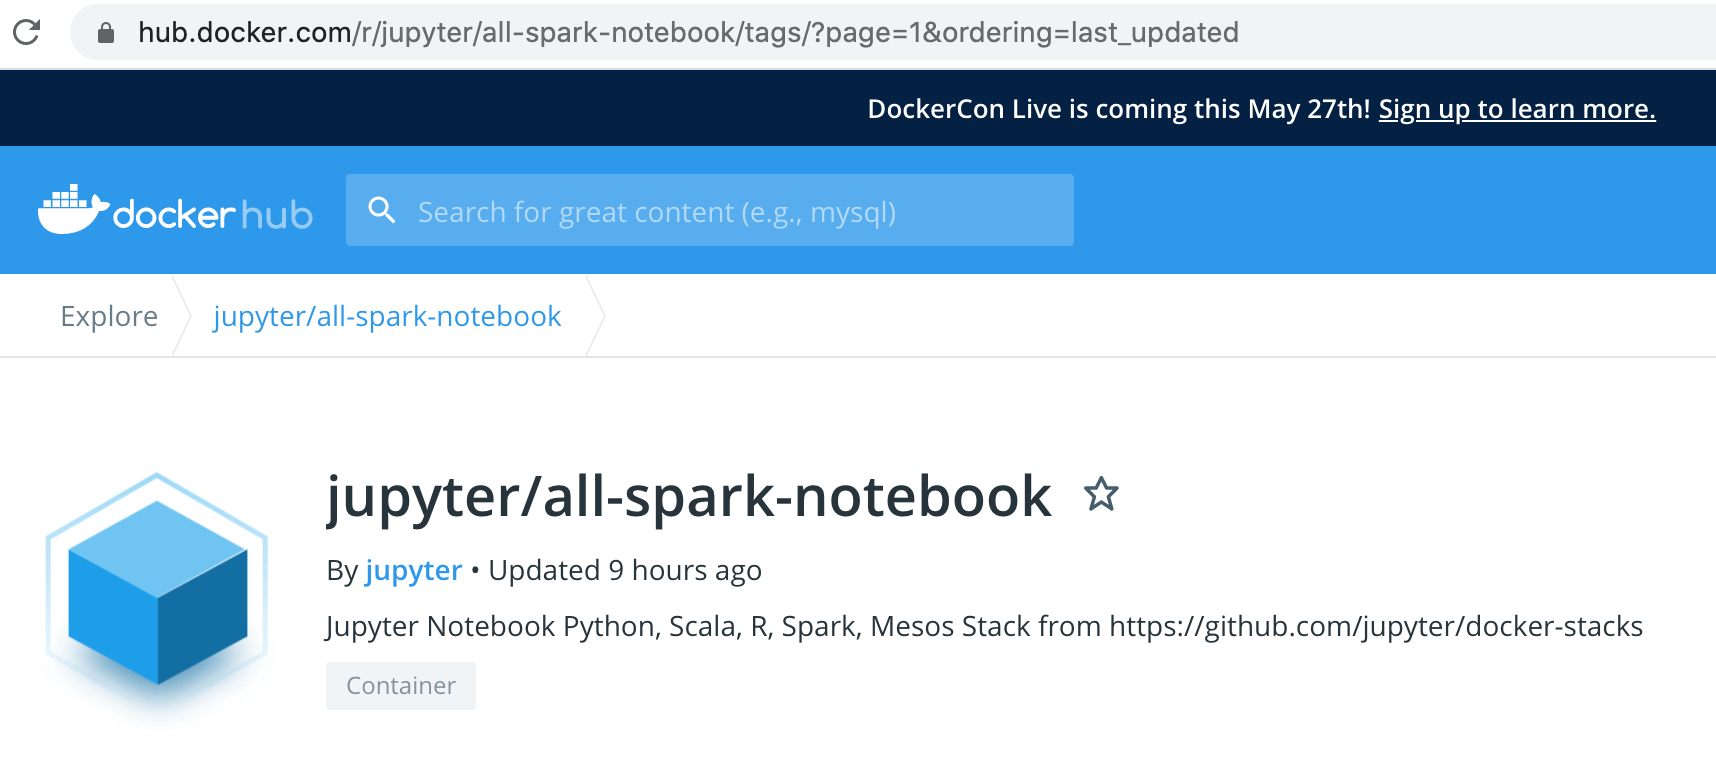 hub.docker.com/r/jupyter/all-spark-notebook/tags/?page=1&ordering=last_updated
DockerCon Live is coming this May 27th! Sign up to learn more.
docker hub
Search for great content (e.g., mysql)
Explore
jupyter/all-spark-notebook
jupyter/all-spark-notebook
By jupyter • Updated 9 hours ago
Jupyter Notebook Python, Scala, R, Spark, Mesos Stack from https://github.com/jupyter/docker-stacks
Container